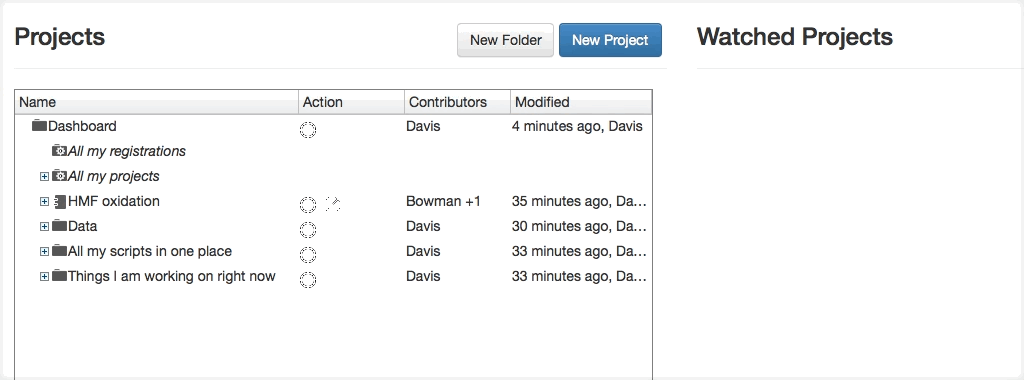 Projects New Folder New Project Watched Projects
Name Action Contributors Modified
Dashboard Davis 4 minutes ago, Davis
All my registrations
All my projects
HMF oxidation Bowman +1 35 minutes ago, Da...
Data Davis 30 minutes ago, Da...
All my scripts in one place Davis 33 minutes ago, Da...
Things I am working on right now Davis 33 minutes ago, Da...